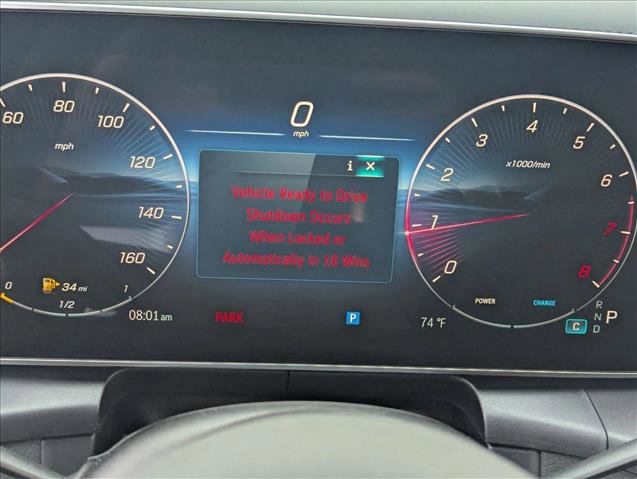 60
80
100
120
140
160
mph
0
34 mi
1/2
1
08:01 am
0
mph
i ×
Vehicle Ready to Drive
Shutdown Occurs
When Locked or
Automatically in 10 Mins
PARK
P
74 °F
0
1
2
3
4
5
6
7
8
x1000/min
POWER
CHARGE
R
N
D
P
C